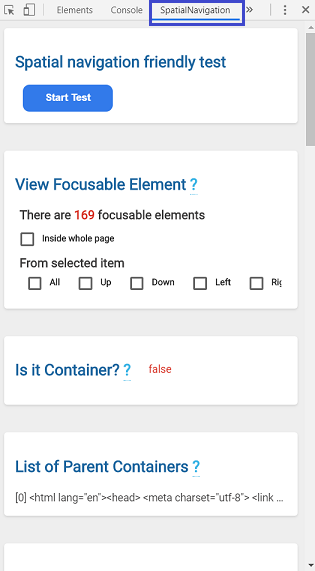 Elements Console SpatialNavigation »
Spatial navigation friendly test
Start Test
View Focusable Element ?
There are 169 focusable elements
Inside whole page
From selected item
All Up Down Left
Is it Container? ? false
List of Parent Containers ?
[0] <html lang="en"><head> <meta charset="utf-8"> <link ...